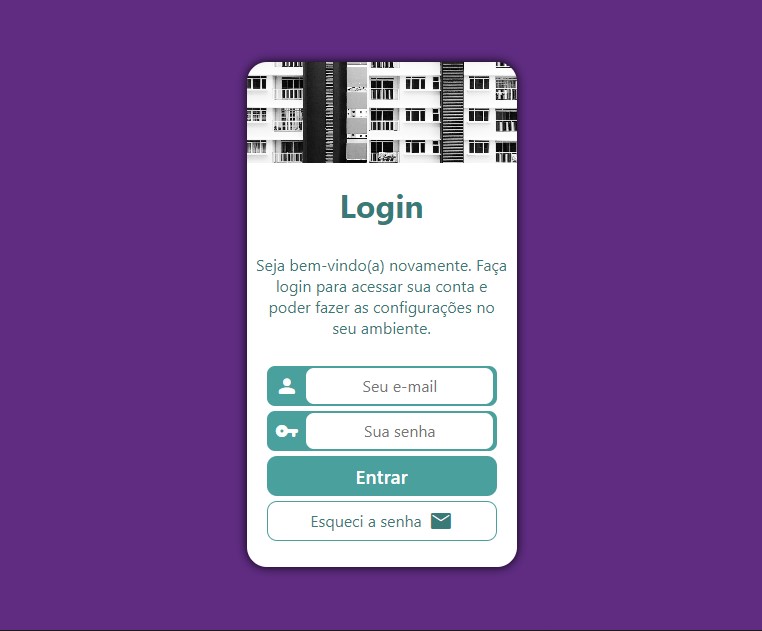 Login
Seja bem-vindo(a) novamente. Faça
login para acessar sua conta e
poder fazer as configurações no
seu ambiente.
Seu e-mail
Sua senha
Entrar
Esqueci a senha